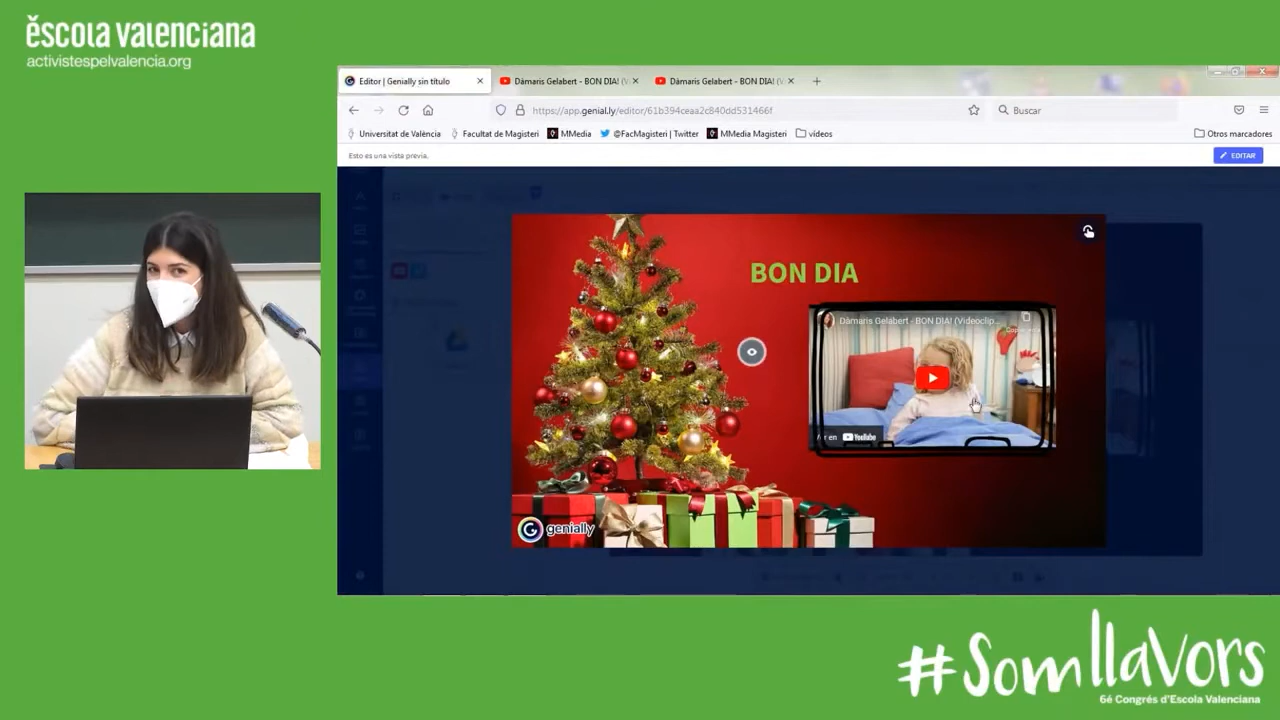 ĕscola valenciana
activistespelvalencia.org
Editor | Genially sin título
Dàmaris Gelabert - BON DIA! (V
Dàmaris Gelabert - BON DIA! (V
https://app.genial.ly/editor/61b394ceaa2c840dd531466f
Buscar
Universitat de València
Facultat de Magisteri
MMedia
@FacMagisteri | Twitter
MMedia Magisteri
vídeos
Otros marcadores
Esto es una vista previa.
EDITAR
BON DIA
Dàmaris Gelabert - BON DIA! (Videoclip...
Ver en YouTube
genially
#Somllavors
6é Congrés d'Escola Valenciana